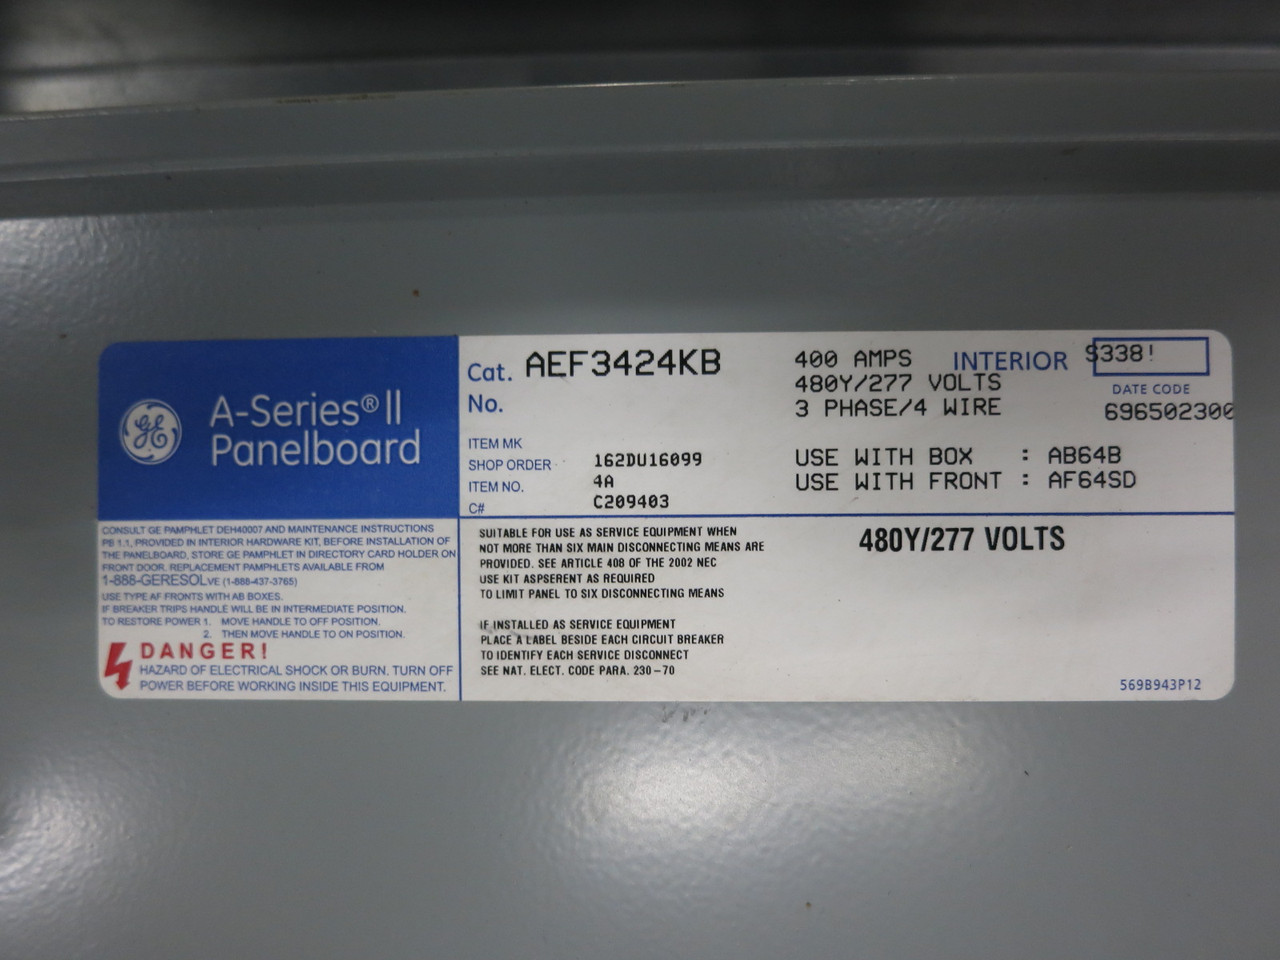 GE
A-Series® II
Panelboard
Cat. AEF3424KB
No.
ITEM MK
SHOP ORDER 162DU16099
ITEM NO. 4A
C# C209403
400 AMPS INTERIOR S338!
480Y/277 VOLTS DATE CODE
3 PHASE/4 WIRE 696502300
USE WITH BOX : AB64B
USE WITH FRONT : AF64SD
CONSULT GE PAMPHLET DEH40007 AND MAINTENANCE INSTRUCTIONS
PB 1.1, PROVIDED IN INTERIOR HARDWARE KIT, BEFORE INSTALLATION OF
THE PANELBOARD, STORE GE PAMPHLET IN DIRECTORY CARD HOLDER ON
FRONT DOOR. REPLACEMENT PAMPHLETS AVAILABLE FROM
1-888-GERESOLVE (1-888-437-3765)
USE TYPE AF FRONTS WITH AB BOXES.
IF BREAKER TRIPS HANDLE WILL BE IN INTERMEDIATE POSITION.
TO RESTORE POWER 1. MOVE HANDLE TO OFF POSITION.
2. THEN MOVE HANDLE TO ON POSITION.
DANGER!
HAZARD OF ELECTRICAL SHOCK OR BURN. TURN OFF
POWER BEFORE WORKING INSIDE THIS EQUIPMENT.
SUITABLE FOR USE AS SERVICE EQUIPMENT WHEN
NOT MORE THAN SIX MAIN DISCONNECTING MEANS ARE
PROVIDED. SEE ARTICLE 408 OF THE 2002 NEC
USE KIT ASPSERENT AS REQUIRED
TO LIMIT PANEL TO SIX DISCONNECTING MEANS
IF INSTALLED AS SERVICE EQUIPMENT
PLACE A LABEL BESIDE EACH CIRCUIT BREAKER
TO IDENTIFY EACH SERVICE DISCONNECT
SEE NAT. ELECT. CODE PARA. 230-70
480Y/277 VOLTS
569B943P12